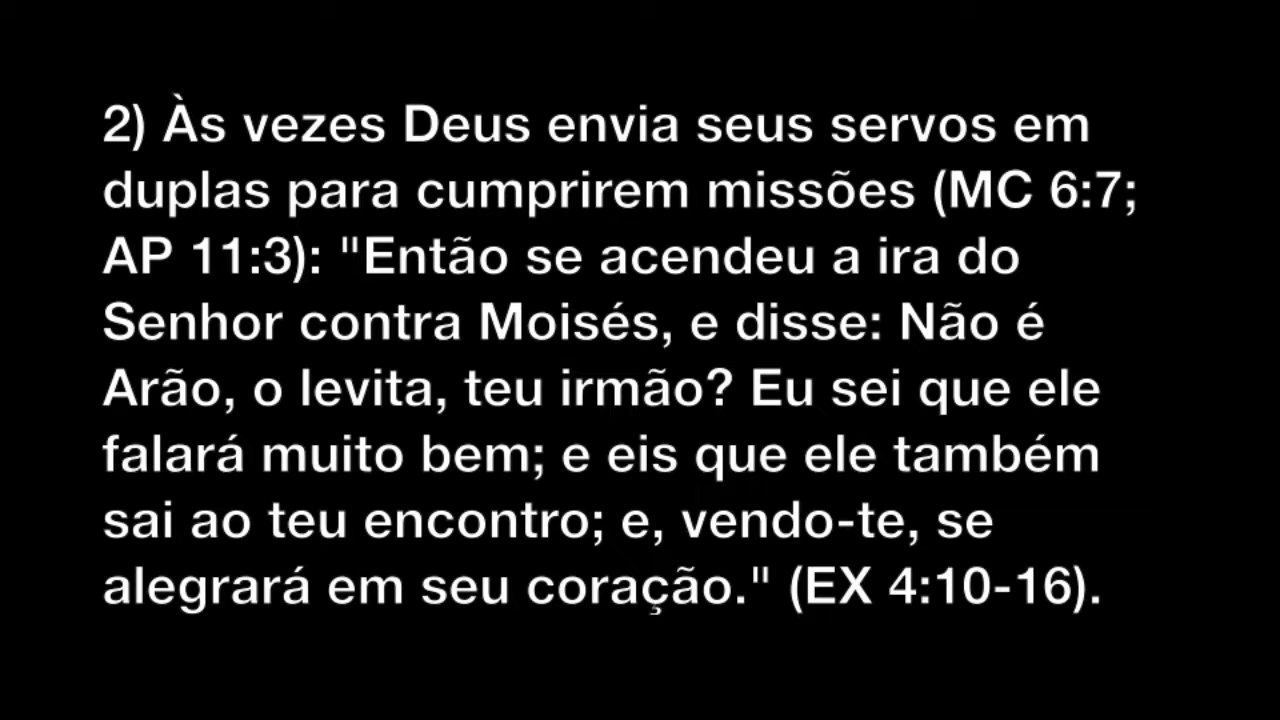 2) Às vezes Deus envia seus servos em
duplas para cumprirem missões (MC 6:7;
AP 11:3): "Então se acendeu a ira do
Senhor contra Moisés, e disse: Não é
Arão, o levita, teu irmão? Eu sei que ele
falará muito bem; e eis que ele também
sai ao teu encontro; e, vendo-te, se
alegrará em seu coração." (EX 4:10-16).